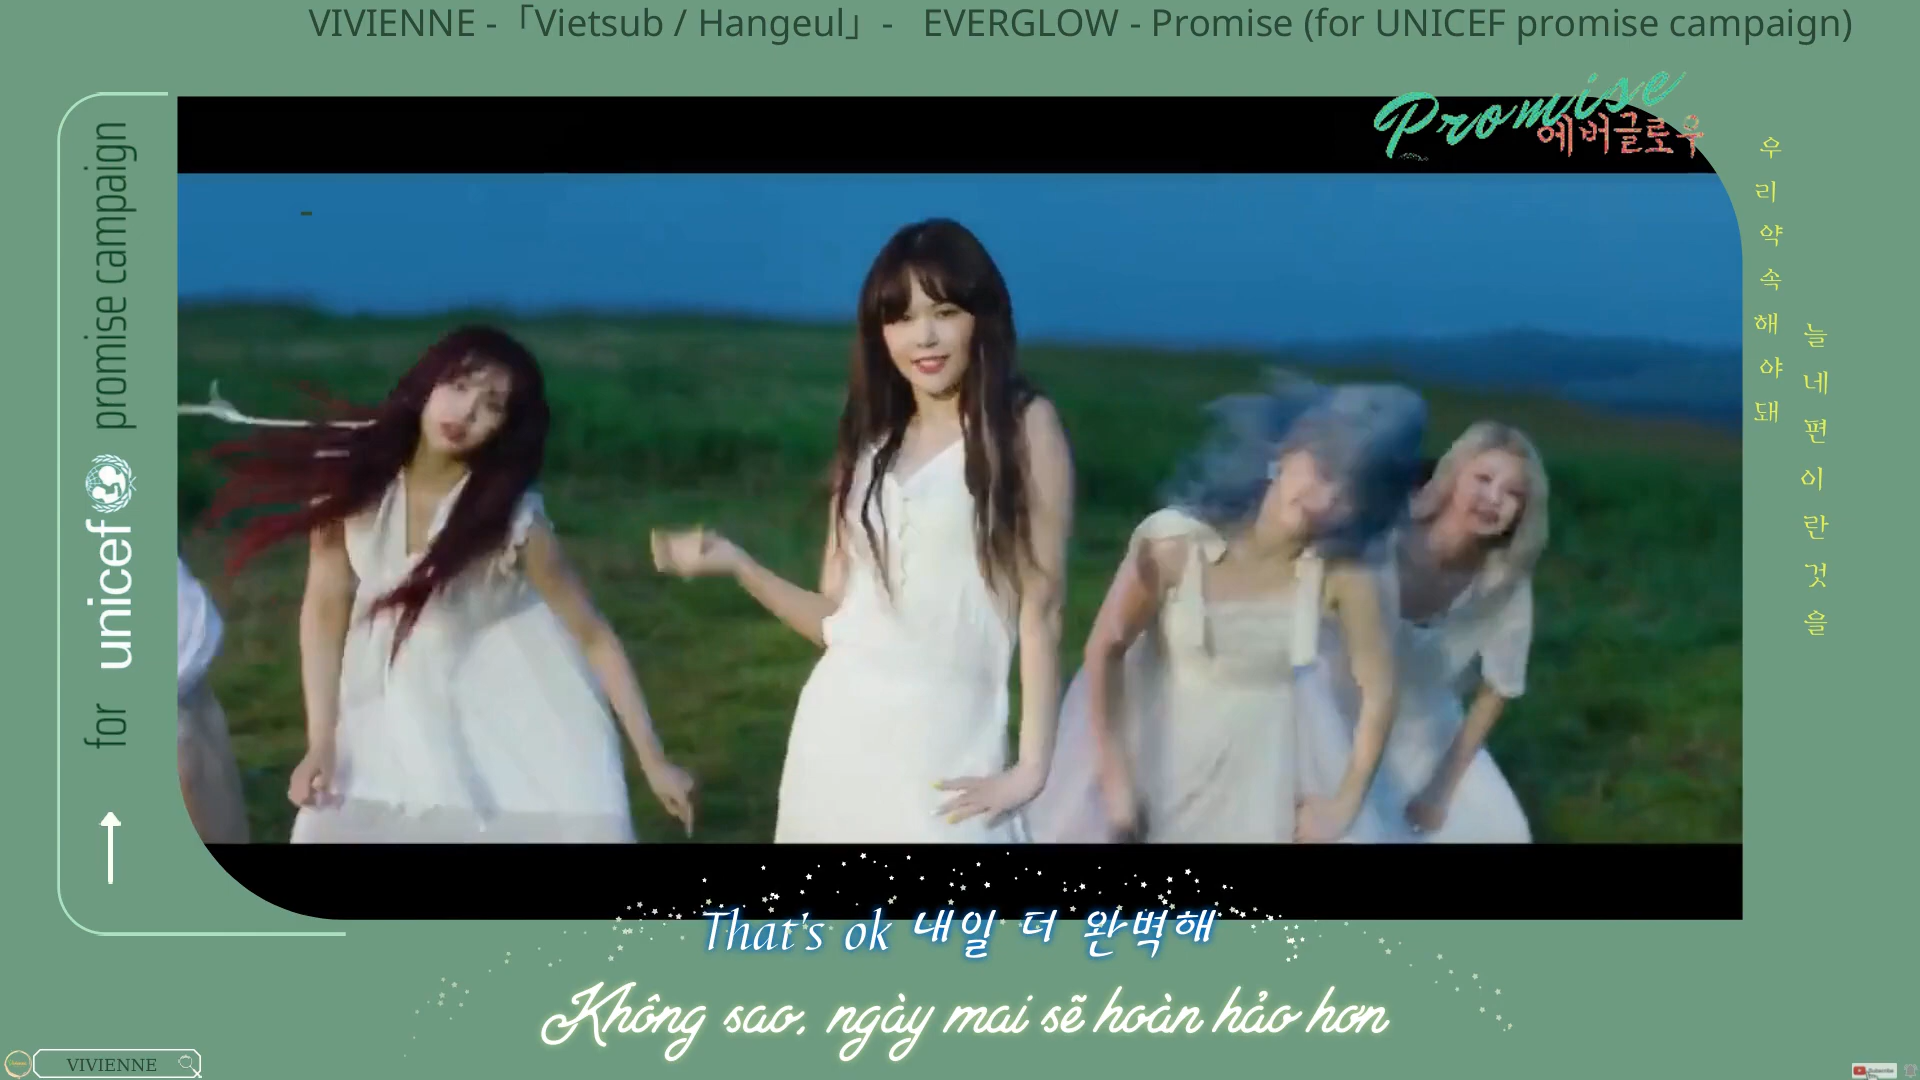 VIVIENNE -「Vietsub / Hangeul」- EVERGLOW - Promise (for UNICEF promise campaign)
Promise
에버글로우
for unicef promise campaign
우리약속해야돼
늘네편이란것을
That's ok 내일 더 완벽해
Không sao, ngày mai sẽ hoàn hảo hơn
VIVIENNE
Subscribe